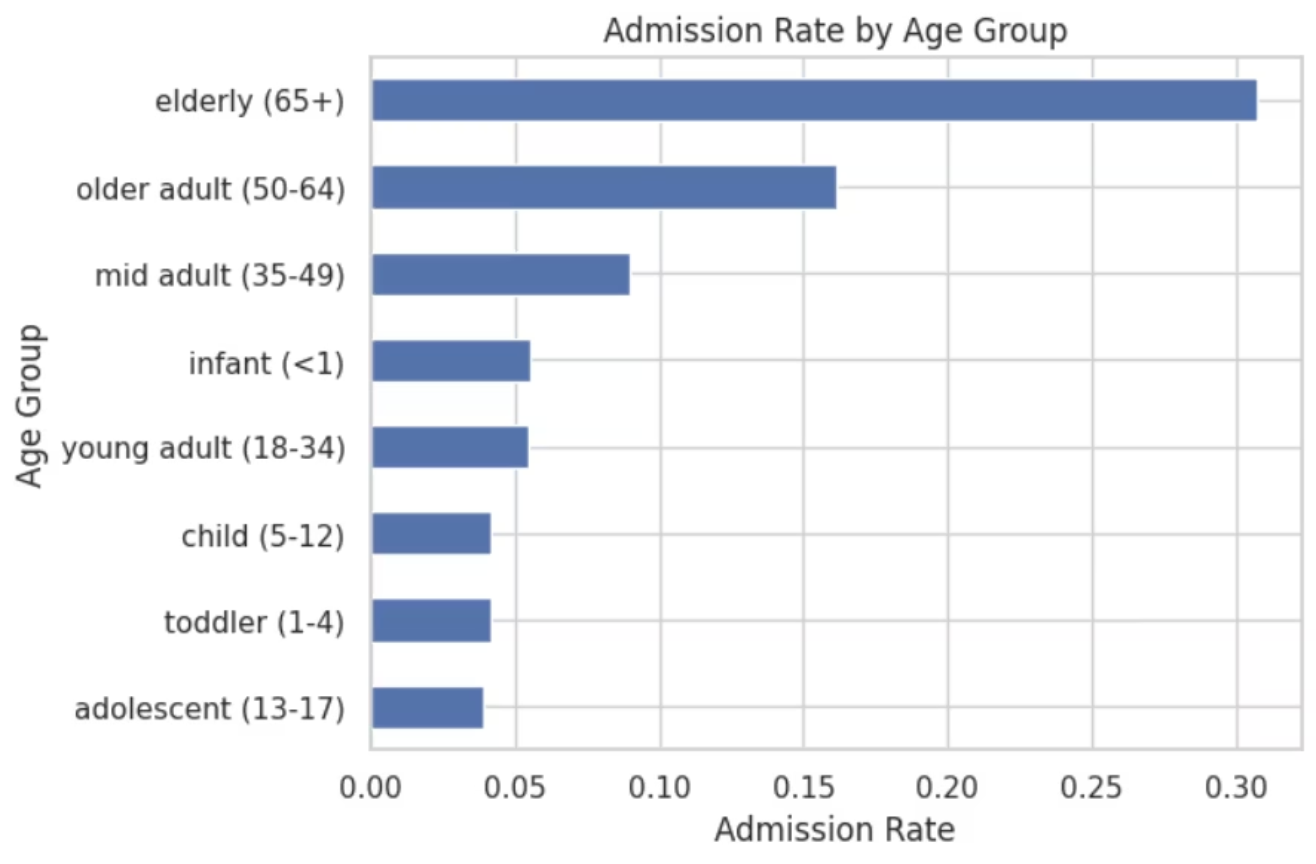 Admission Rate by Age Group
elderly (65+)
older adult (50-64)
mid adult (35-49)
infant (<1)
young adult (18-34)
child (5-12)
toddler (1-4)
adolescent (13-17)
Age Group
0.00 0.05 0.10 0.15 0.20 0.25 0.30
Admission Rate